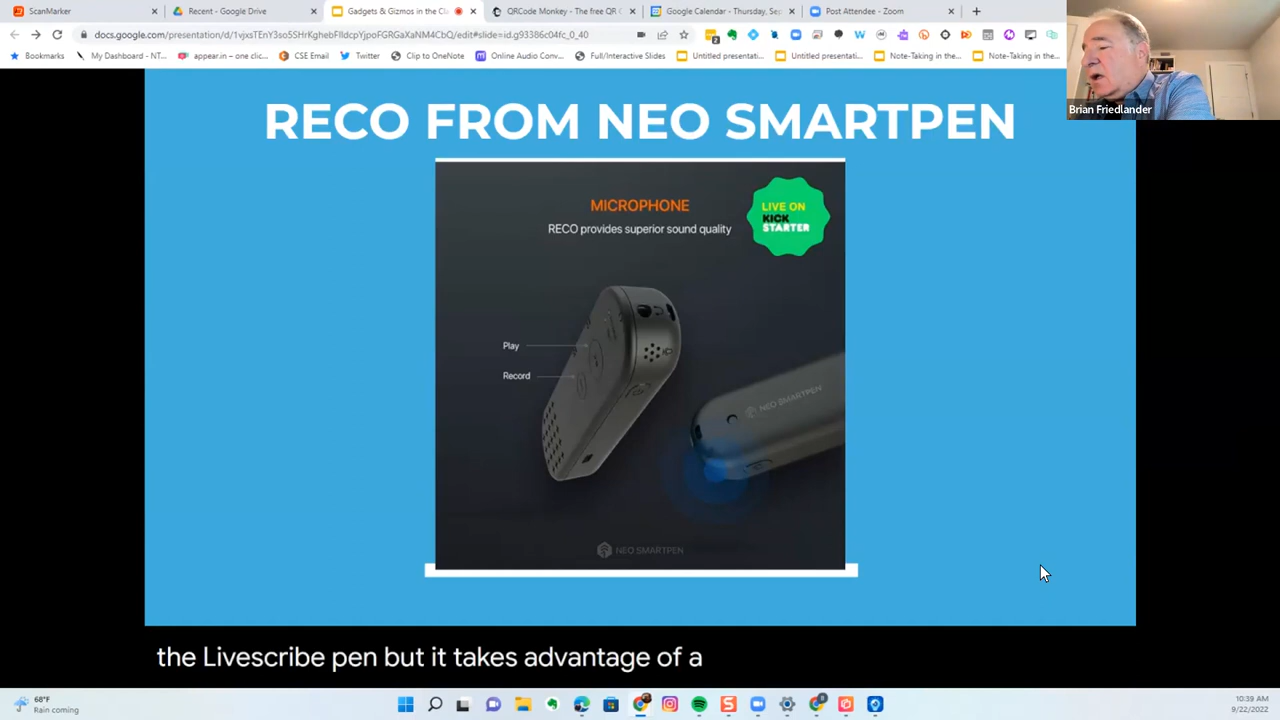 ScanMarker
Recent - Google Drive
Gadgets & Gizmos in the Cl
QRCode Monkey - The free QR
Google Calendar - Thursday, Sep
Post Attendee - Zoom
docs.google.com/presentation/d/1vjxsTEnY3so5SHrKghebFIIdcpYjpoFGRGaXaNM4CbQ/edit#slide=id.g93386c04fc_0_40
Bookmarks
My Dashboard - NT...
appear.in – one clic...
CSE Email
Twitter
Clip to OneNote
Online Audio Conv...
Full/Interactive Slides
Untitled presentati...
Untitled presentati...
Note-Taking in the...
Note-Taking in the...
Brian Friedlander
RECO FROM NEO SMARTPEN
MICROPHONE
RECO provides superior sound quality
LIVE ON
KICK
STARTER
Play
Record
NEO SMARTPEN
NEO SMARTPEN
the Livescribe pen but it takes advantage of a
68°F
Rain coming
10:39 AM
9/22/2022